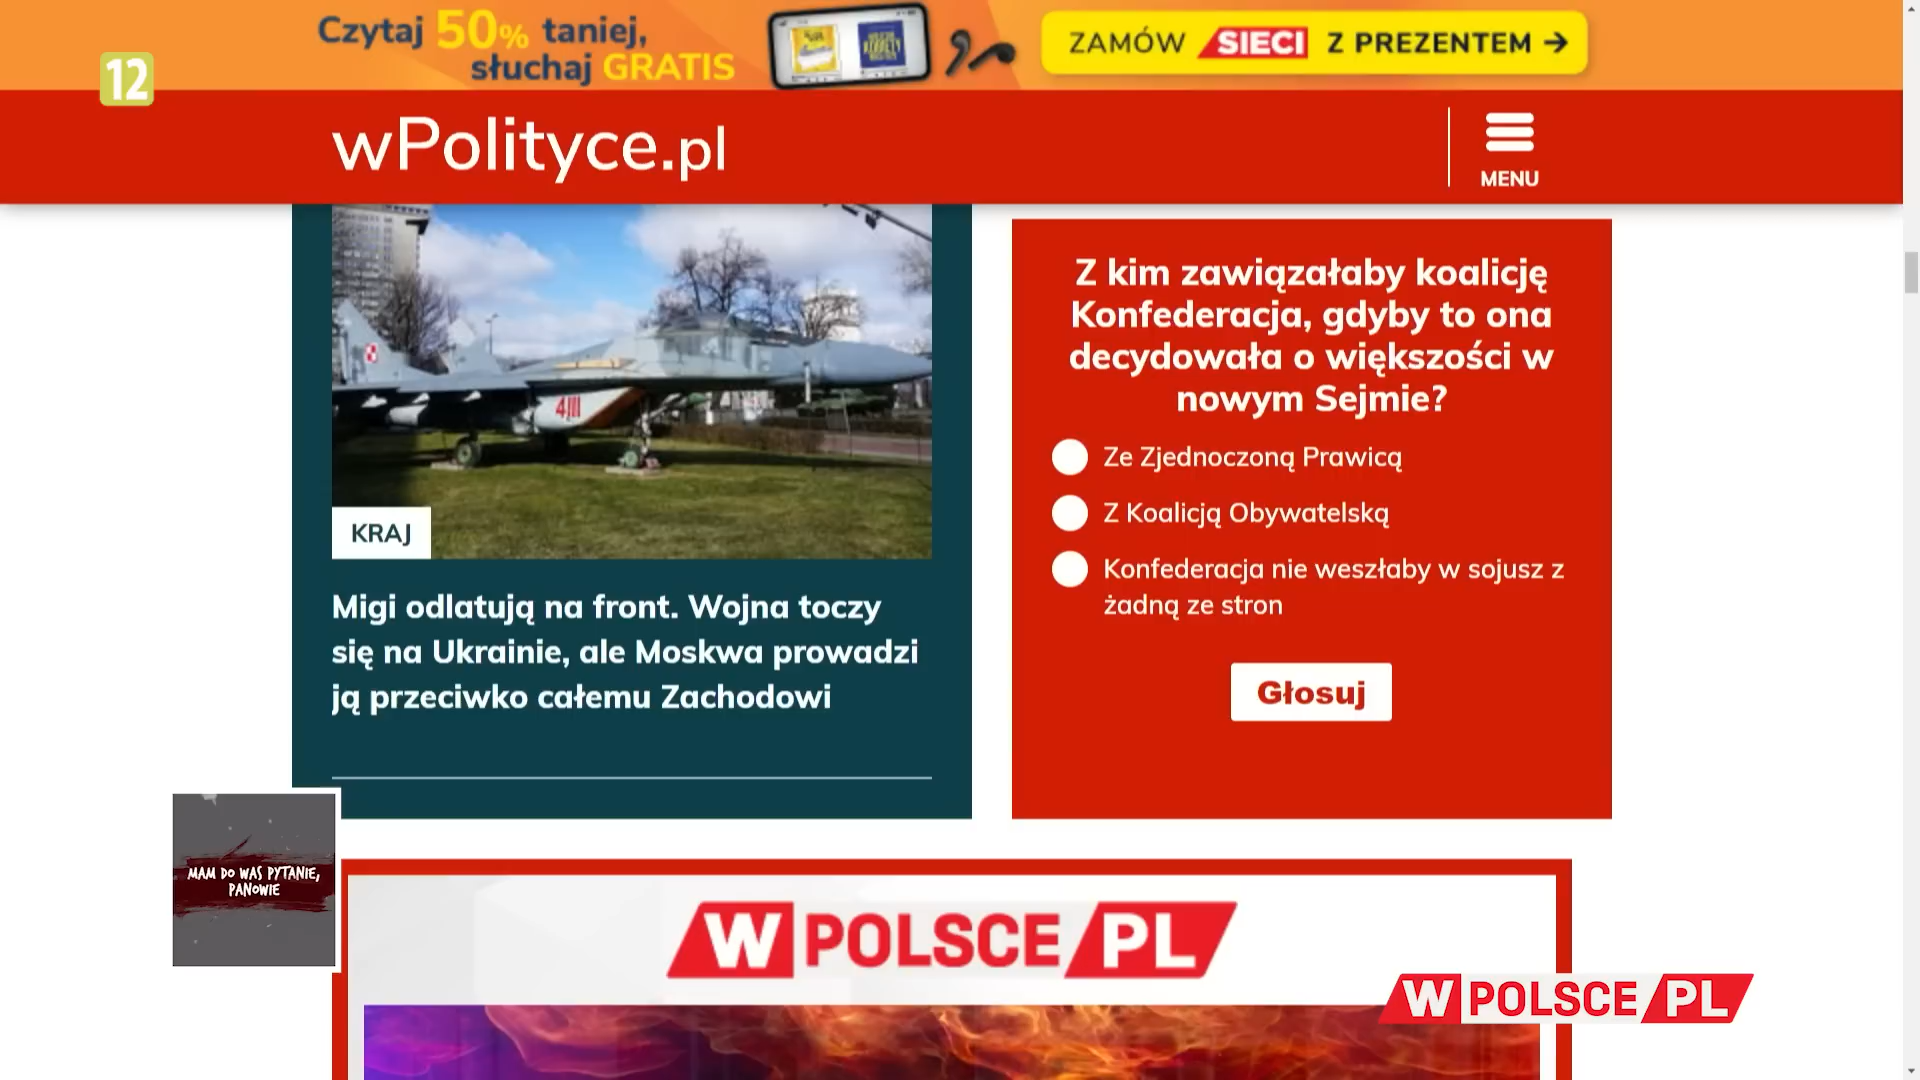 Czytaj 50% taniej,
słuchaj GRATIS
ZAMÓW SIECI Z PREZENTEM →
12
wPolityce.pl
MENU
4111
KRAJ
Migi odlatują na front. Wojna toczy
się na Ukrainie, ale Moskwa prowadzi
ją przeciwko całemu Zachodowi
Z kim zawiązałaby koalicję
Konfederacja, gdyby to ona
decydowała o większości w
nowym Sejmie?
Ze Zjednoczoną Prawicą
Z Koalicją Obywatelską
Konfederacja nie weszłaby w sojusz z
żadną ze stron
Głosuj
MAM DO WAS PYTANIE,
PANOWIE
W POLSCE PL
W POLSCE PL